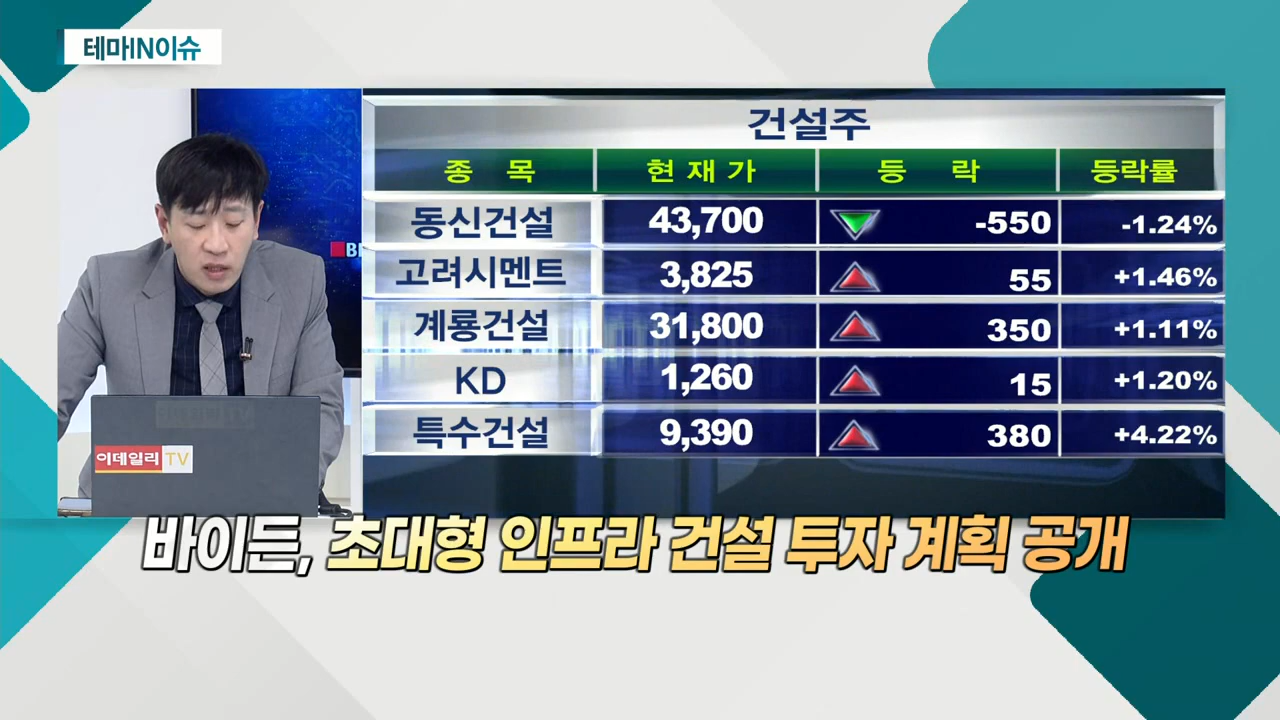 테마IN이슈
건설주
종 목 현 재 가 등 락 등락률
동신건설 43,700 -550 -1.24%
고려시멘트 3,825 55 +1.46%
계룡건설 31,800 350 +1.11%
KD 1,260 15 +1.20%
특수건설 9,390 380 +4.22%
이데일리 TV
바이든, 초대형 인프라 건설 투자 계획 공개